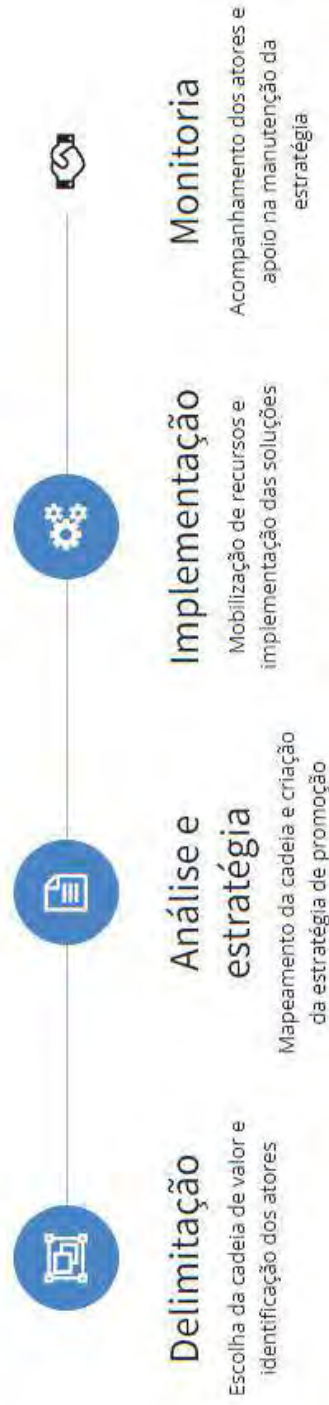 Delimitação
Escolha da cadeia de valor e
identificação dos atores
Análise e
estratégia
Mapeamento da cadeia e criação
da estratégia de promoção
Implementação
Mobilização de recursos e
implementação das soluções
Monitoria
Acompanhamento dos atores e
apoio na manutenção da
estratégia